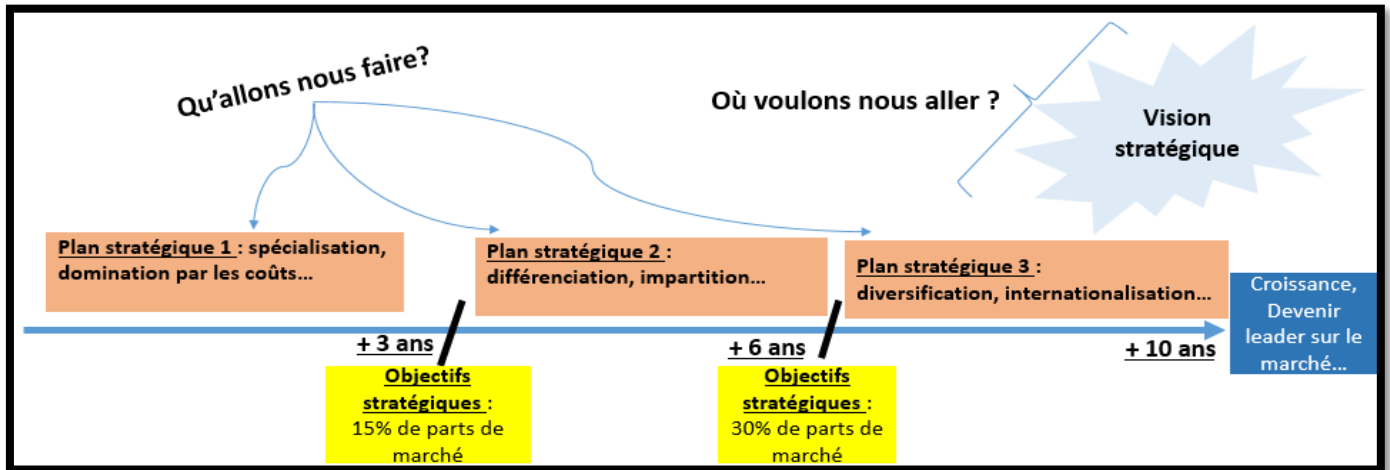 Qu’allons nous faire?
Où voulons nous aller ?
Vision
stratégique
Plan stratégique 1 : spécialisation,
domination par les coûts…
Plan stratégique 2 :
différenciation, impartition…
Plan stratégique 3 :
diversification, internationalisation…
Croissance,
Devenir
leader sur le
marché…
+ 3 ans
+ 6 ans
+ 10 ans
Objectifs
stratégiques :
15% de parts de
marché
Objectifs
stratégiques :
30% de parts de
marché